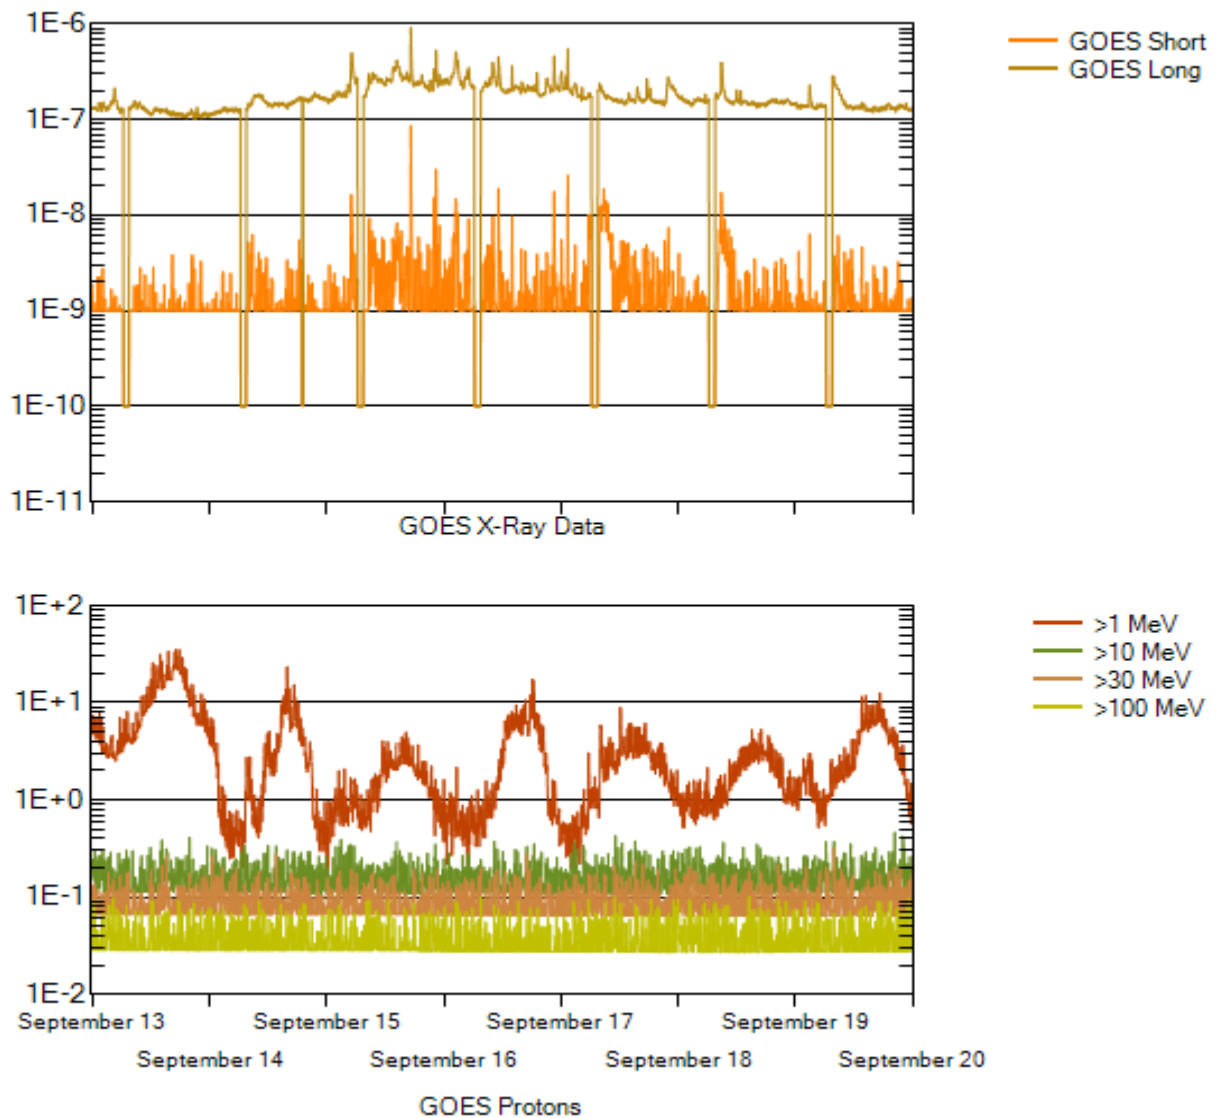 1E-6
1E-7
1E-8
1E-9
1E-10
1E-11
GOES Short
GOES Long
GOES X-Ray Data
1E+2
1E+1
1E+0
1E-1
1E-2
>1 MeV
>10 MeV
>30 MeV
>100 MeV
September 13
September 15
September 17
September 19
September 14
September 16
September 18
September 20
GOES Protons